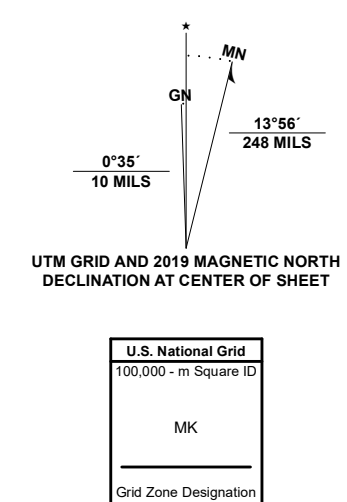 ★
MN
GN
13°56´
248 MILS
0°35´
10 MILS
UTM GRID AND 2019 MAGNETIC NORTH
DECLINATION AT CENTER OF SHEET
U.S. National Grid
100,000 - m Square ID
MK
Grid Zone Designation